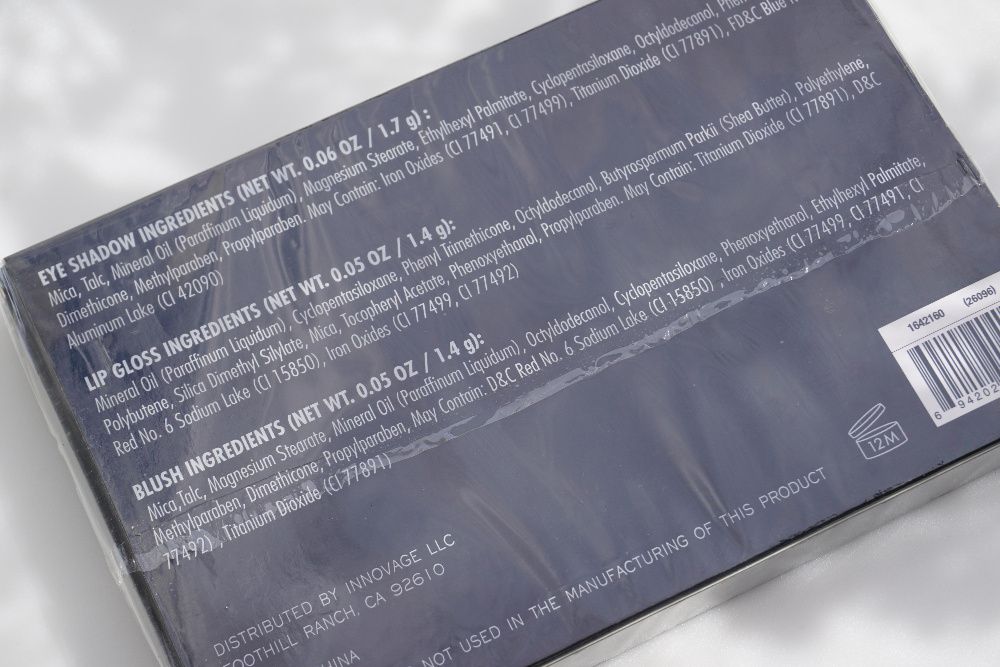 EYE SHADOW INGREDIENTS (NET WT. 0.06 OZ / 1.7 g):
Mica, Talc, Mineral Oil (Paraffinum Liquidum), Magnesium Stearate, Ethylhexyl Palmitate, Cyclopentasiloxane, Octyldodecanol,
Dimethicone, Methylparaben, Propylparaben. May Contain: Iron Oxides (CI 77491, CI 77499), Titanium Dioxide (CI 77891), FD&C Blue
Aluminum Lake (CI 42090)
LIP GLOSS INGREDIENTS (NET WT. 0.05 OZ / 1.4 g):
Mineral Oil (Paraffinum Liquidum), Cyclopentasiloxane, Phenyl Trimethicone, Octyldodecanol, Butyrospermum Parkii (Shea Butter), Polyethylene,
Polybutene, Silica Dimethyl Silylate, Mica, Tocopheryl Acetate, Phenoxyethanol, Propylparaben. May Contain: Titanium Dioxide (CI 77891), D&C
Red No. 6 Sodium Lake (CI 15850) , Iron Oxides (CI 77499, CI 77492)
BLUSH INGREDIENTS (NET WT. 0.05 OZ / 1.4 g):
Mica,Talc, Magnesium Stearate, Mineral Oil (Paraffinum Liquidum), Octyldodecanol, Cyclopentasiloxane, Phenoxyethanol, Ethylhexyl Palmitate,
Methylparaben, Dimethicone, Propylparaben, May Contain: D&C Red No. 6 Sodium Lake (CI 15850) , Iron Oxides (CI 77499, CI 77491, CI
77492) , Titanium Dioxide (CI 77891)
1642160 (26096)
6 94202
12M
DISTRIBUTED BY INNOVAGE LLC
FOOTHILL RANCH, CA 92610
NOT USED IN THE MANUFACTURING OF THIS PRODUCT